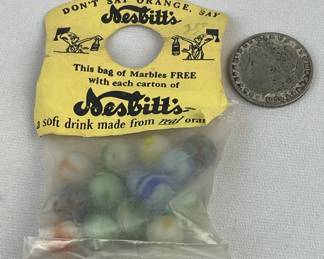 DON'T SAY ORANGE, SAY
Nesbitt's
This bag of Marbles FREE
with each carton of
Nesbitt's
a soft drink made from real oran